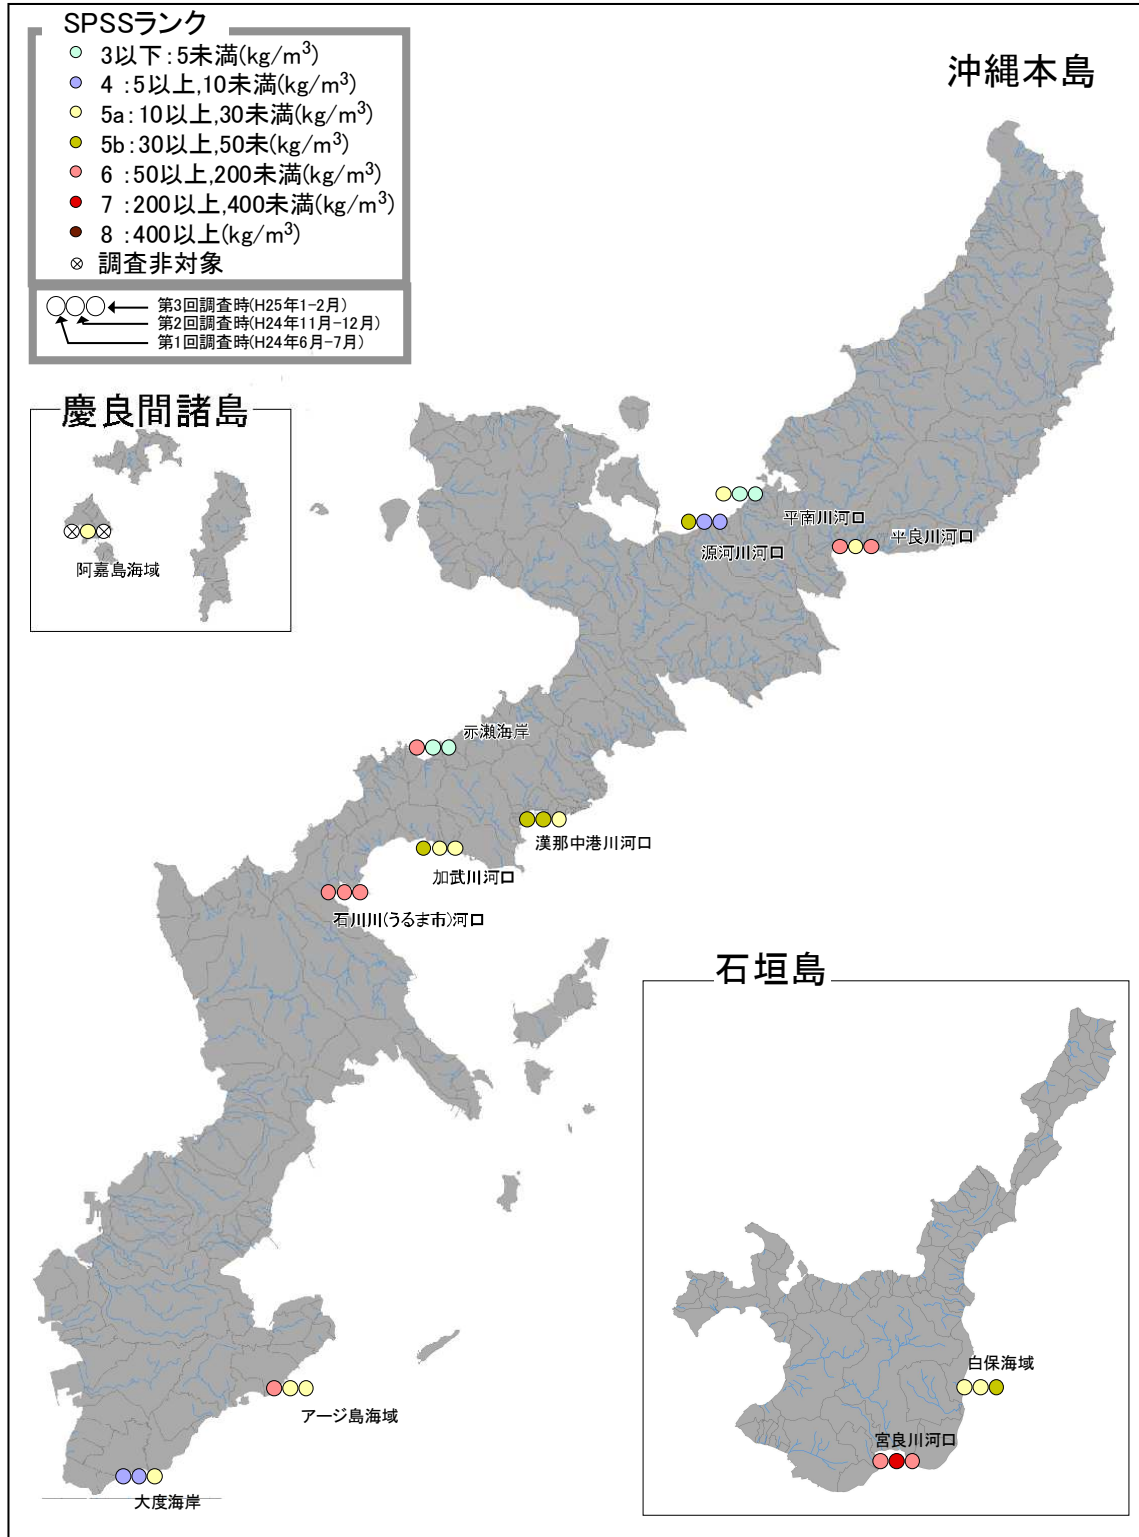 SPSSランク
3以下：5未満(kg/m³)
4 ：5以上,10未満(kg/m³)
5a：10以上,30未満(kg/m³)
5b：30以上,50未(kg/m³)
6 ：50以上,200未満(kg/m³)
7 ：200以上,400未満(kg/m³)
8 ：400以上(kg/m³)
調査非対象
第3回調査時(H25年1-2月)
第2回調査時(H24年11月-12月)
第1回調査時(H24年6月-7月)
沖縄本島
慶良間諸島
阿嘉島海域
平南川河口
源河川河口
平良川河口
赤瀬海岸
漢那中港川河口
加武川河口
石川川(うるま市)河口
石垣島
白保海域
宮良川河口
アージ島海域
大度海岸